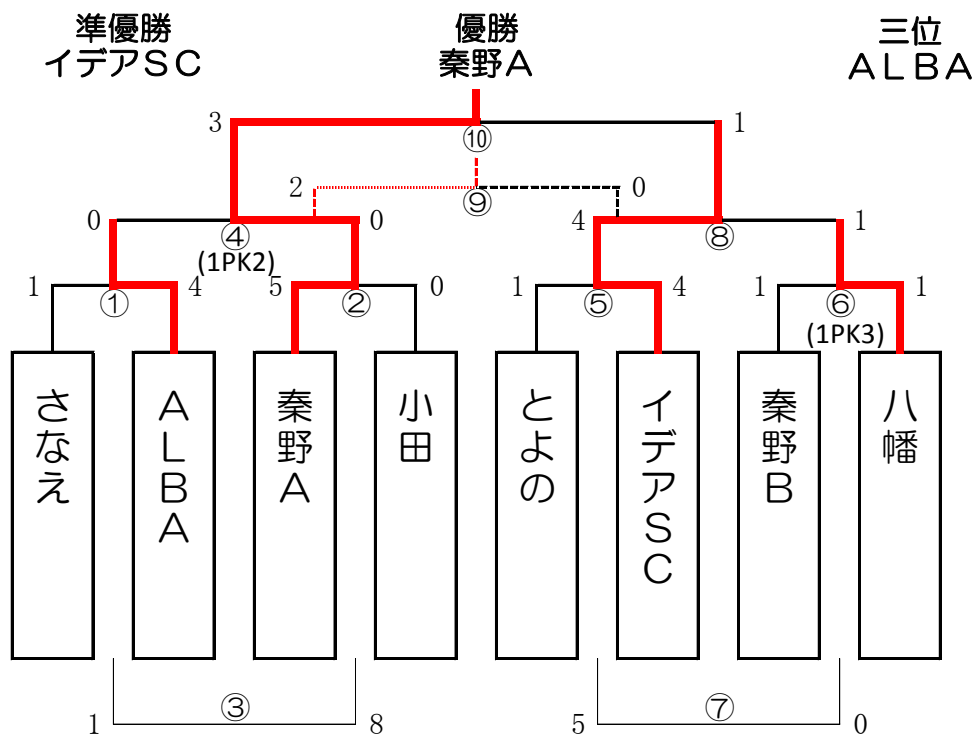 準優勝
イデアSC
優勝
秦野A
三位
ALBA
3
⑩
1
2
⑨
0
0
④
0
4
⑧
1
(1PK2)
1
①
4
5
②
0
1
⑤
4
1
⑥
1
(1PK3)
さなえ
ALBA
秦野A
小田
とよの
イデアSC
秦野B
八幡
1
③
8
5
⑦
0